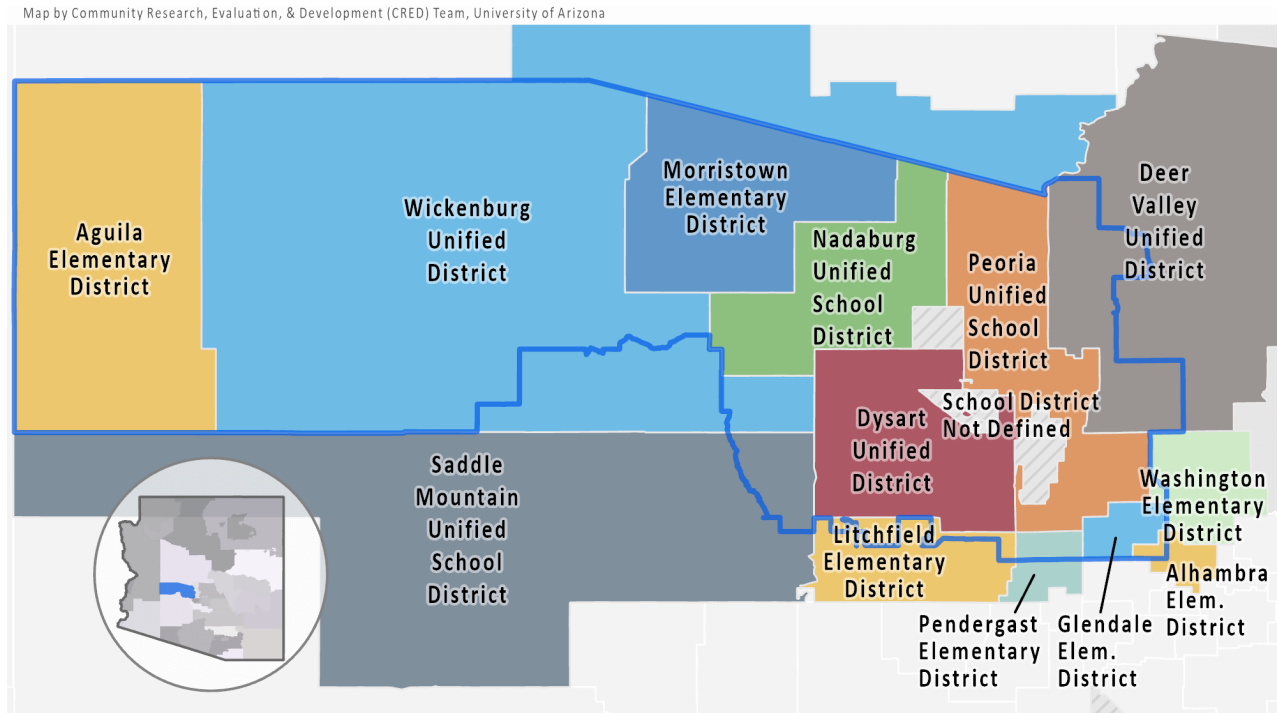 Map by Community Research, Evaluation, & Development (CRED) Team, University of Arizona
Aguila
Elementary
District
Wickenburg
Unified
District
Morristown
Elementary
District
Nadaburg
Unified
School
District
Peoria
Unified
School
District
Deer
Valley
Unified
District
School District
Not Defined
Dysart
Unified
District
Saddle
Mountain
Unified
School
District
Washington
Elementary
District
Litchfield
Elementary
District
Alhambra
Elem.
District
Pendergast
Elementary
District
Glendale
Elem.
District